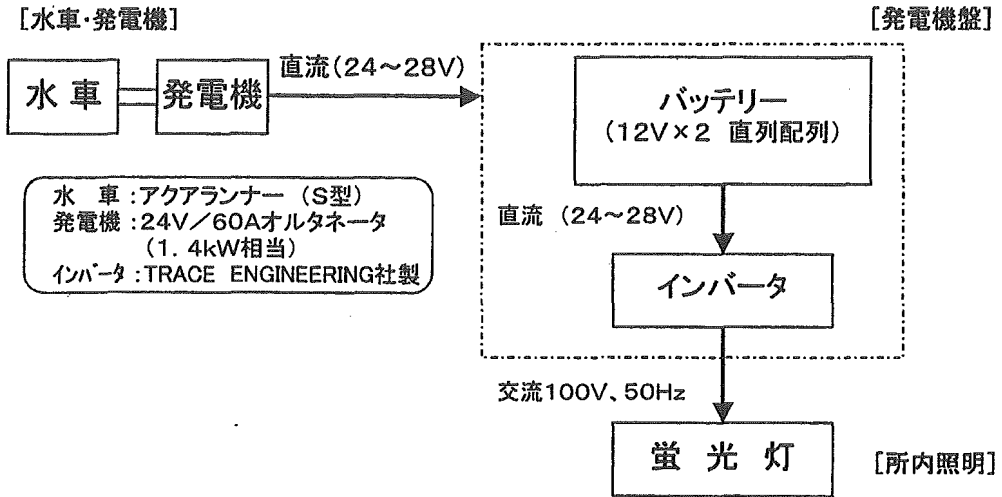 [水車・発電機]
[発電機盤]
水 車
発電機
直流(24～28V)
バッテリー
(12V×2 直列配列)
水 車:アクアランナー (S型)
発電機:24V/60Aオルタネータ
(1.4kW相当)
ｲﾝﾊﾞｰﾀ:TRACE ENGINEERING社製
直流 (24～28V)
インバータ
交流100V、50Hz
蛍 光 灯
[所内照明]